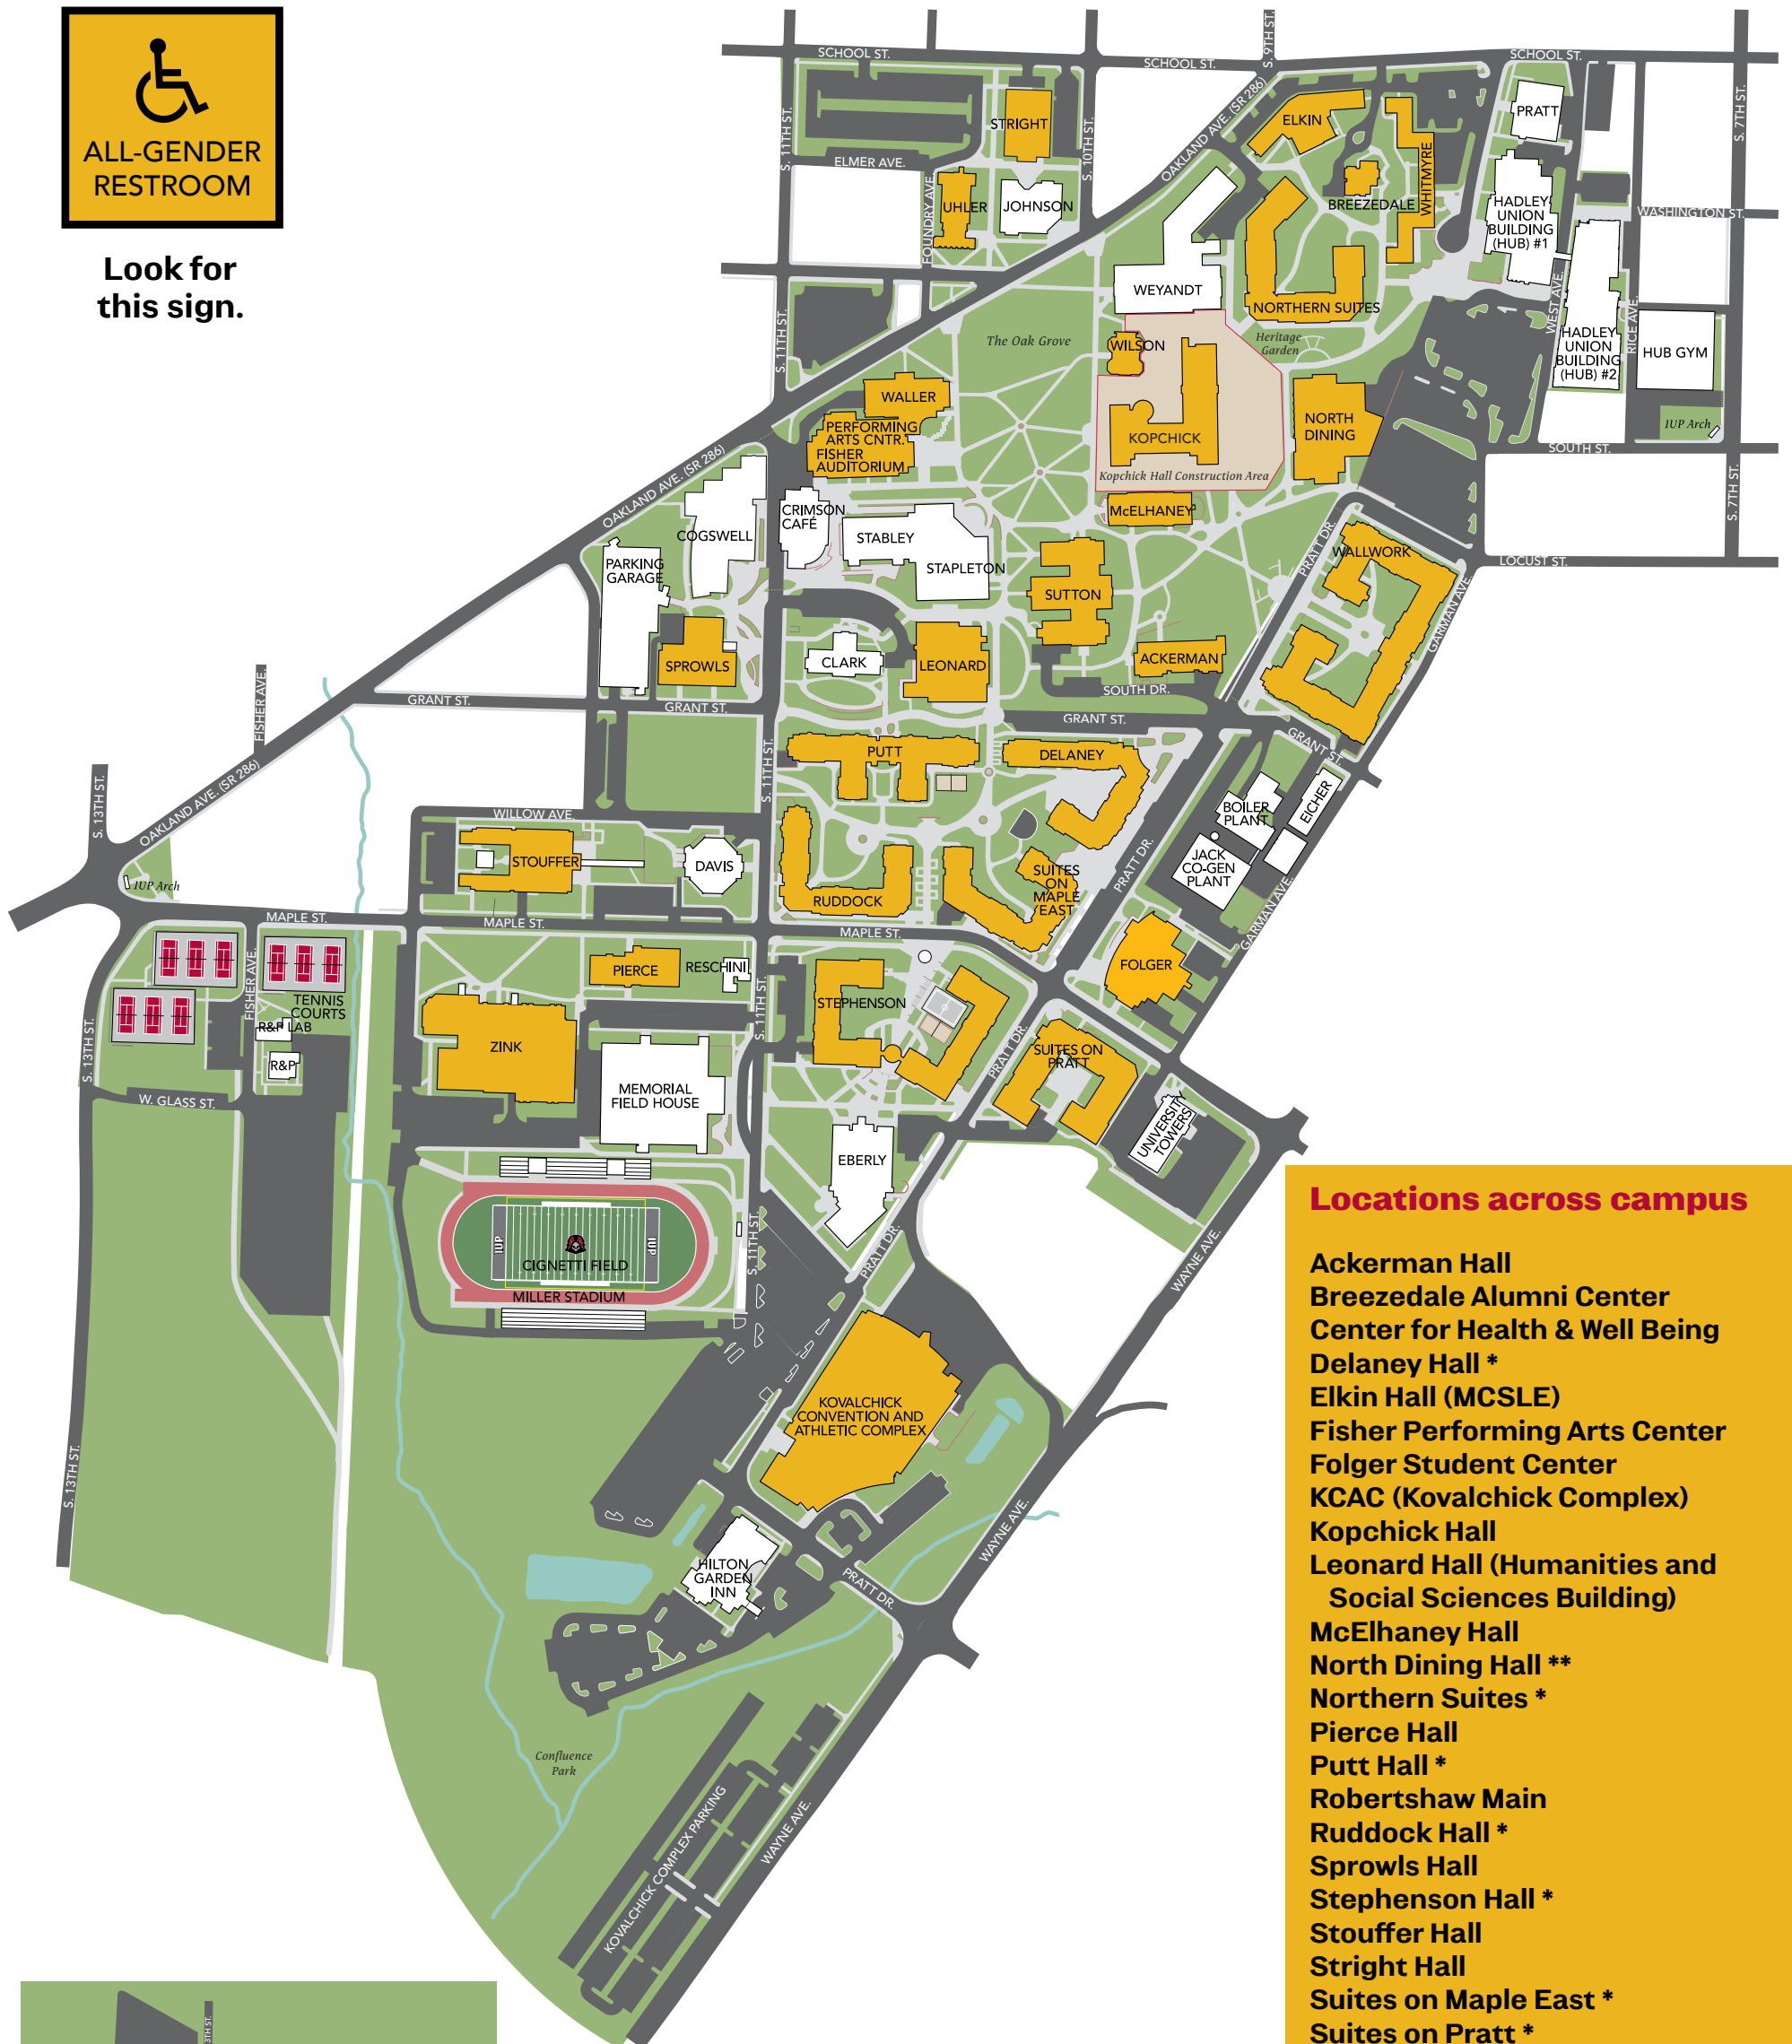 ALL-GENDER
RESTROOM
Look for
this sign.
SCHOOL ST.
SCHOOL ST.
SCHOOL ST.
S. 9TH ST.
S. 11TH ST.
S. 10TH ST.
S. 7TH ST.
STRIGHT
ELMER AVE.
FOUNDRY AVE.
UHLER
JOHNSON
OAKLAND AVE. (SR 286)
ELKIN
WHITMYRE
BREEZEDALE
PRATT
HADLEY
UNION
BUILDING
(HUB) #1
WASHINGTON ST.
WEYANDT
NORTHERN SUITES
WEST AVE.
RICE AVE.
HADLEY
UNION
BUILDING
(HUB) #2
HUB GYM
The Oak Grove
WILSON
Heritage
Garden
S. 11TH ST.
WALLER
PERFORMING
ARTS CNTR.
FISHER
AUDITORIUM
KOPCHICK
Kopchick Hall Construction Area
NORTH
DINING
IUP Arch
SOUTH ST.
S. 7TH ST.
OAKLAND AVE. (SR 286)
COGSWELL
CRIMSON
CAFÉ
STABLEY
STAPLETON
McELHANEY
PRATT DR.
WALLWORK
LOCUST ST.
GARMAN AVE.
PARKING
GARAGE
SUTTON
SPROWLS
CLARK
LEONARD
ACKERMAN
SOUTH DR.
FISHER AVE.
GRANT ST.
GRANT ST.
GRANT ST.
GRANT ST.
S. 11TH ST.
PUTT
DELANEY
S. 13TH ST.
OAKLAND AVE. (SR 286)
WILLOW AVE.
BOILER
PLANT
EICHER
STOUFFER
DAVIS
JACK
CO-GEN
PLANT
PRATT DR.
IUP Arch
RUDDOCK
SUITES
ON
MAPLE
EAST
GARMAN AVE.
MAPLE ST.
MAPLE ST.
MAPLE ST.
FISHER AVE.
TENNIS
COURTS
R&P LAB
R&P
PIERCE
RESCHINI
FOLGER
STEPHENSON
S. 11TH ST.
ZINK
MEMORIAL
FIELD HOUSE
PRATT DR.
SUITES ON
PRATT
S. 13TH ST.
W. GLASS ST.
UNIVERSITY
TOWERS
EBERLY
IUP
IUP
CIGNETTI FIELD
MILLER STADIUM
S. 11TH ST.
PRATT DR.
WAYNE AVE.
KOVALCHICK
CONVENTION AND
ATHLETIC COMPLEX
S. 13TH ST.
WAYNE AVE.
HILTON
GARDEN
INN
PRATT DR.
Confluence
Park
KOVALCHICK COMPLEX PARKING
WAYNE AVE.
Locations across campus
Ackerman Hall
Breezedale Alumni Center
Center for Health & Well Being
Delaney Hall *
Elkin Hall (MCSLE)
Fisher Performing Arts Center
Folger Student Center
KCAC (Kovalchick Complex)
Kopchick Hall
Leonard Hall (Humanities and
Social Sciences Building)
McElhaney Hall
North Dining Hall **
Northern Suites *
Pierce Hall
Putt Hall *
Robertshaw Main
Ruddock Hall *
Sprowls Hall
Stephenson Hall *
Stouffer Hall
Stright Hall
Suites on Maple East *
Suites on Pratt *